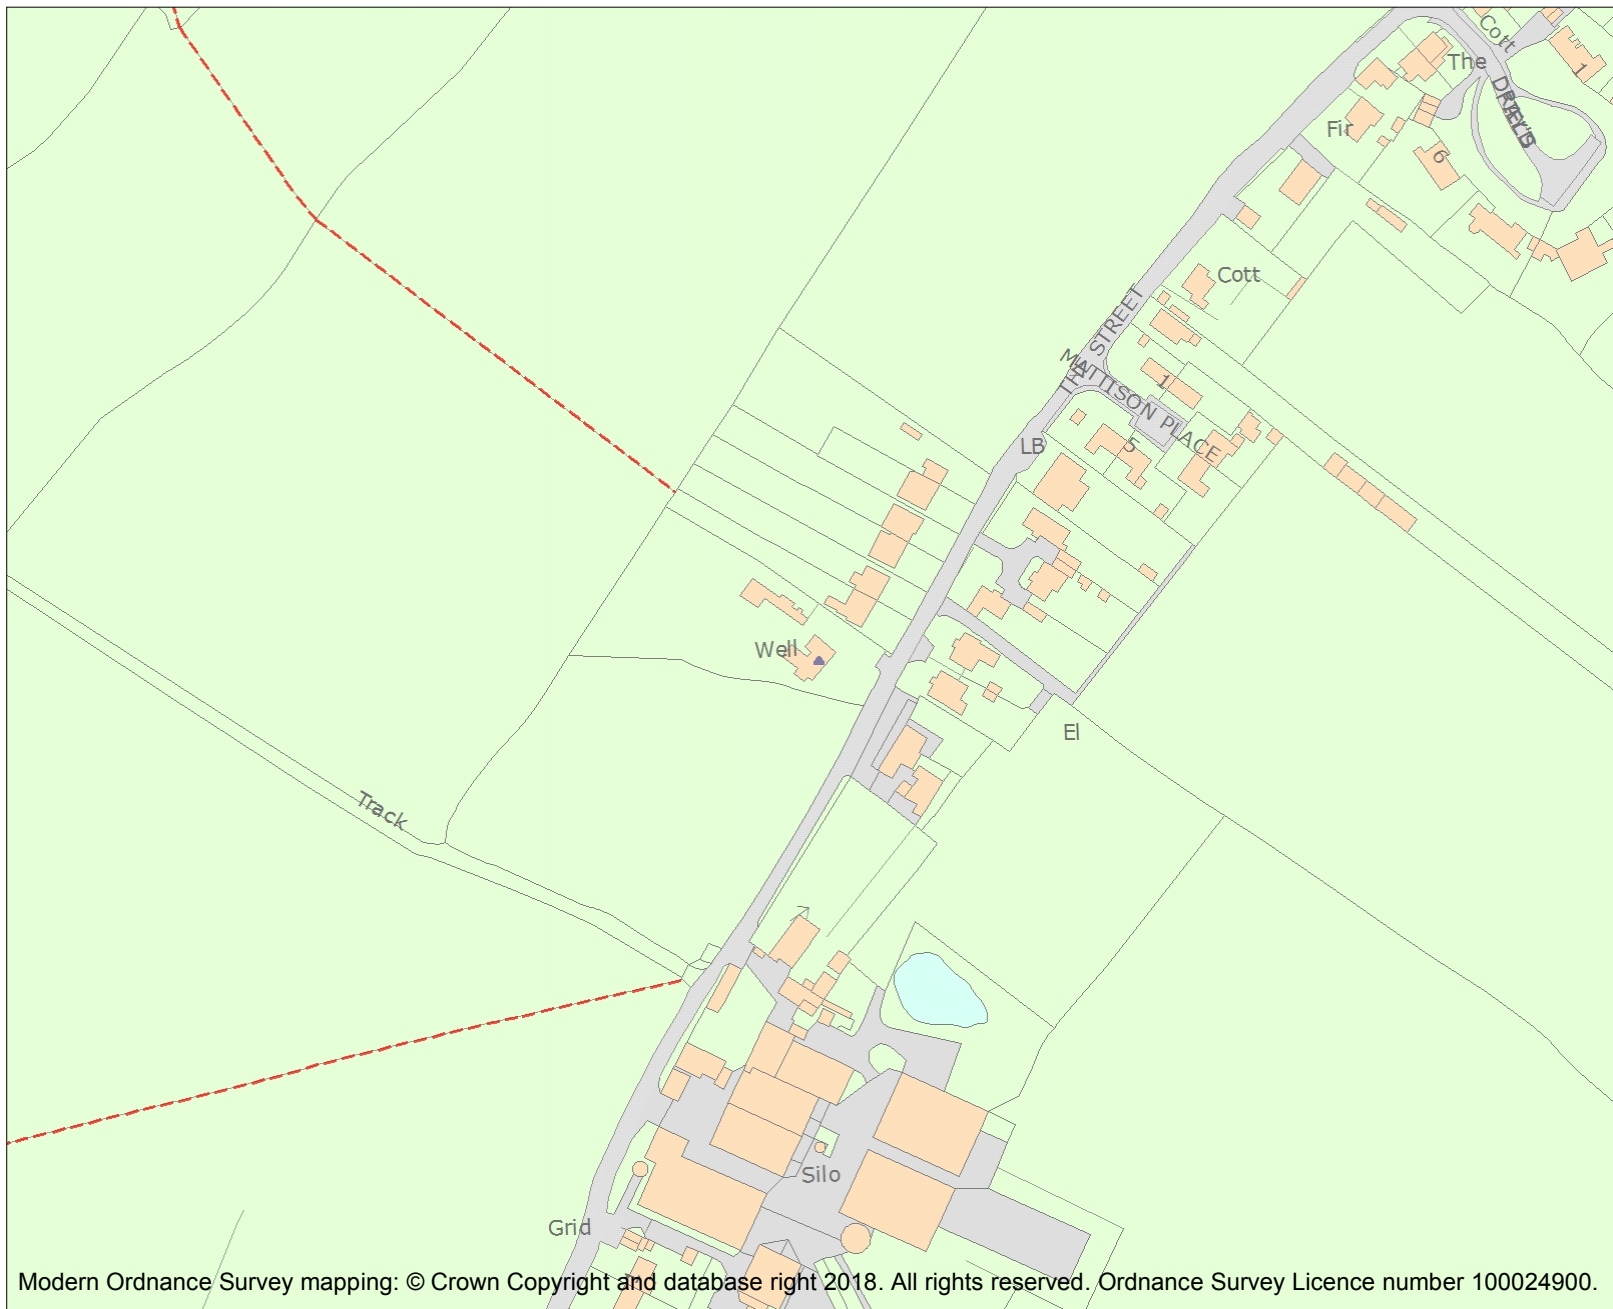 Cott
The
1
Fir
6
Cott
THE STREET
MATTISON PLACE
1
5
LB
Well
El
Track
Silo
Grid
Modern Ordnance Survey mapping: © Crown Copyright and database right 2018. All rights reserved. Ordnance Survey Licence number 100024900.